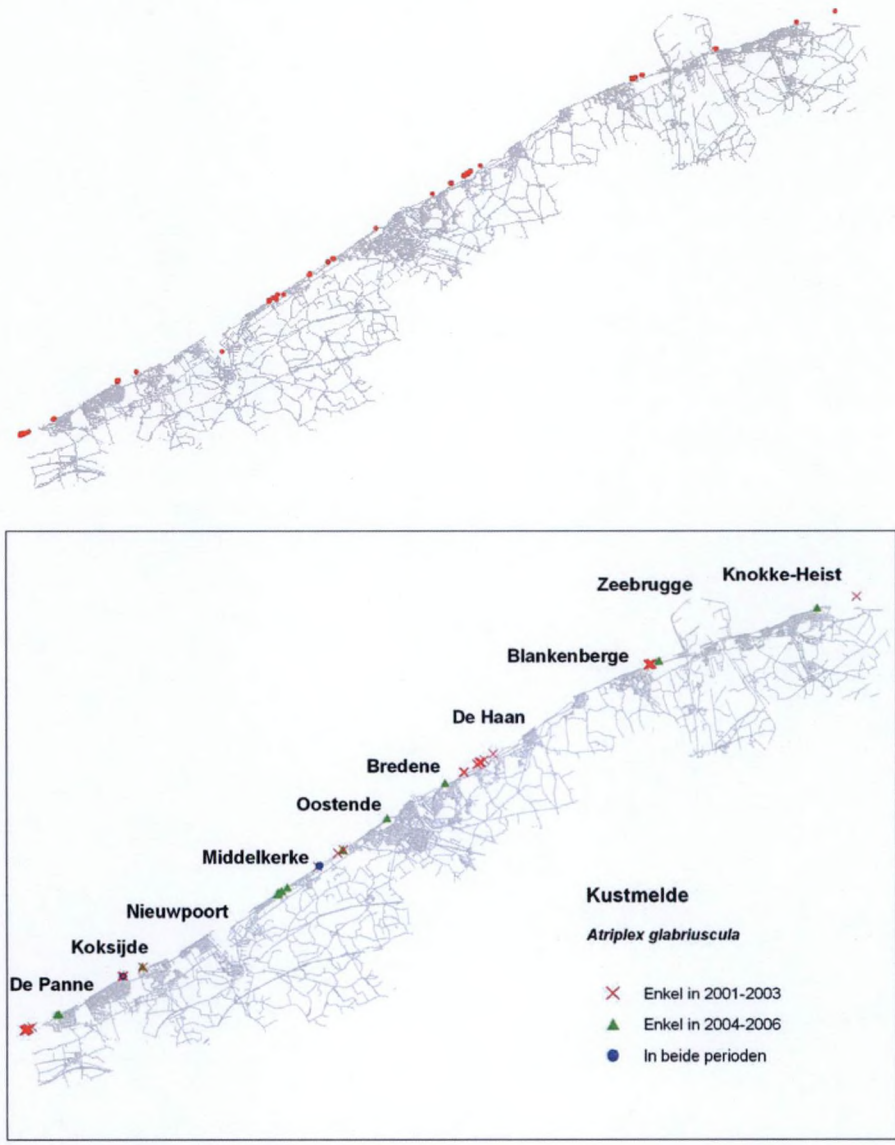 Knokke-Heist
Zeebrugge
Blankenberge
De Haan
Bredene
Oostende
Middelkerke
Nieuwpoort
Koksijde
De Panne
Kustmelde
Atriplex glabriuscula
Enkel in 2001-2003
Enkel in 2004-2006
In beide perioden